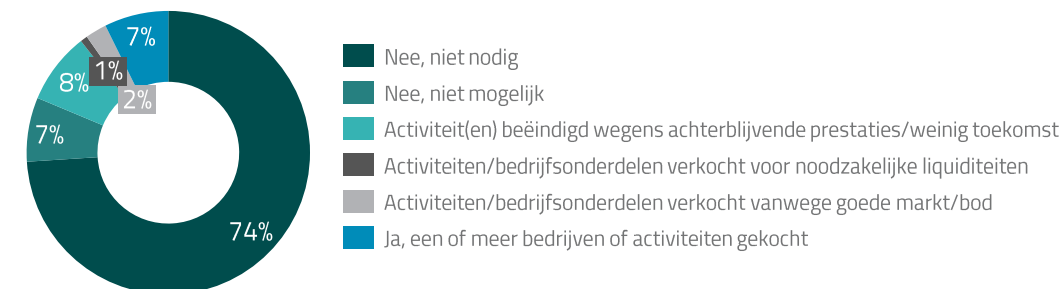 7%
1%
8%
2%
7%
74%
Nee, niet nodig
Nee, niet mogelijk
Activiteit(en) beëindigd wegens achterblijvende prestaties/weinig toekomst
Activiteiten/bedrijfsonderdelen verkocht voor noodzakelijke liquiditeiten
Activiteiten/bedrijfsonderdelen verkocht vanwege goede markt/bod
Ja, een of meer bedrijven of activiteiten gekocht